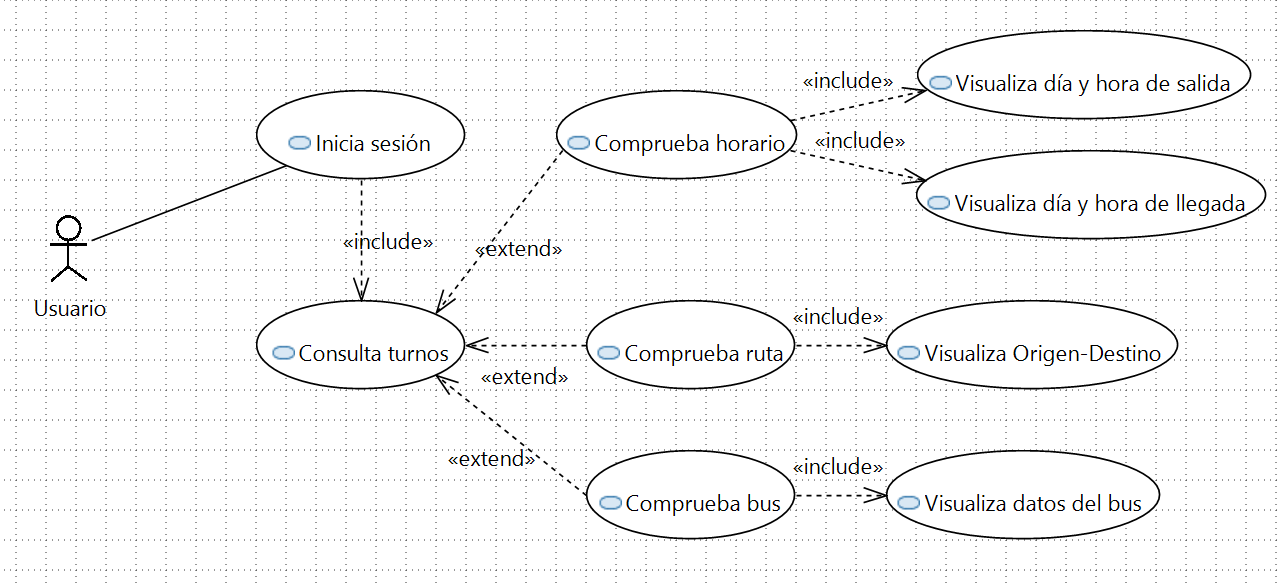 «include»
Visualiza día y hora de salida
Inicia sesión
Comprueba horario
«include»
Visualiza día y hora de llegada
«include»
«extend»
Usuario
Consulta turnos
«extend»
Comprueba ruta
«include»
Visualiza Origen-Destino
«extend»
Comprueba bus
«include»
Visualiza datos del bus